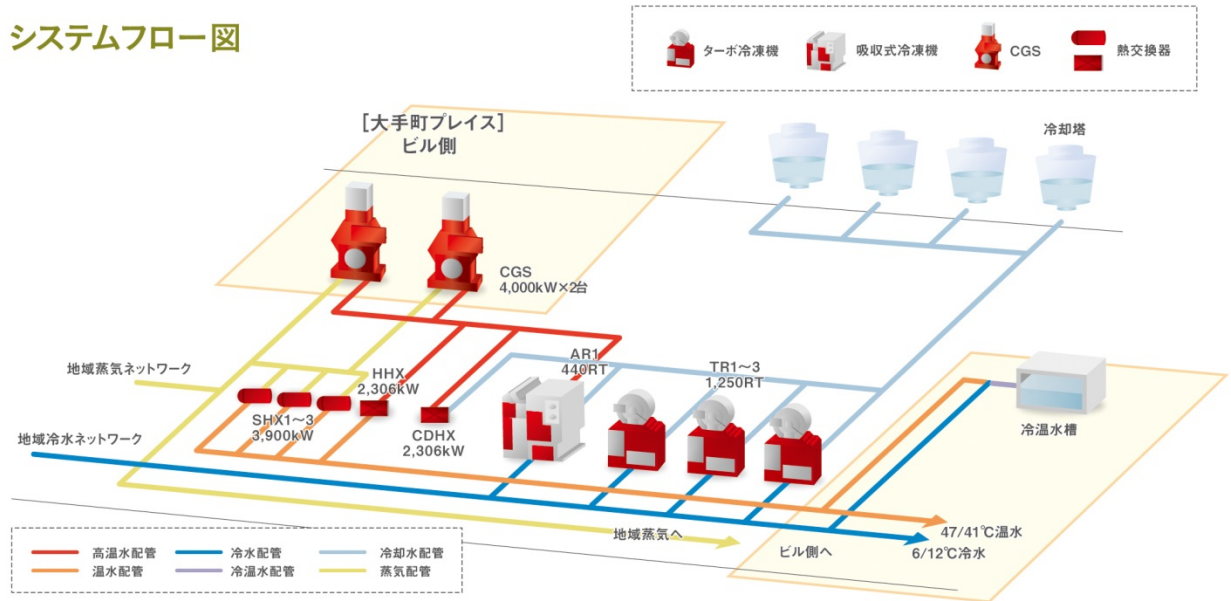 システムフロー図
ターボ冷凍機
吸収式冷凍機
CGS
熱交換器
[大手町プレイス]
ビル側
冷却塔
CGS
4,000kW×2台
地域蒸気ネットワーク
HHX
2,306kW
AR1
440RT
TR1〜3
1,250RT
SHX1〜3
3,900kW
CDHX
2,306kW
冷温水槽
地域冷水ネットワーク
地域蒸気へ
ビル側へ
47/41℃温水
6/12℃冷水
高温水配管
冷水配管
冷却水配管
温水配管
冷温水配管
蒸気配管